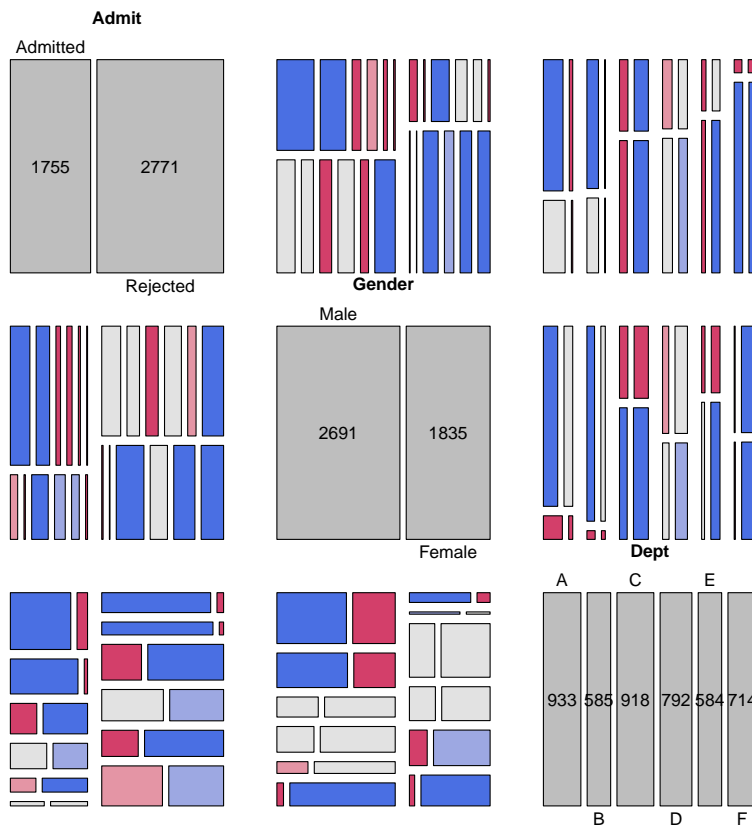 Admit
Admitted
1755 2771
Rejected
Gender
Male
2691 1835
Female
Dept
A C E
933 585 918 792 584 714
B D F